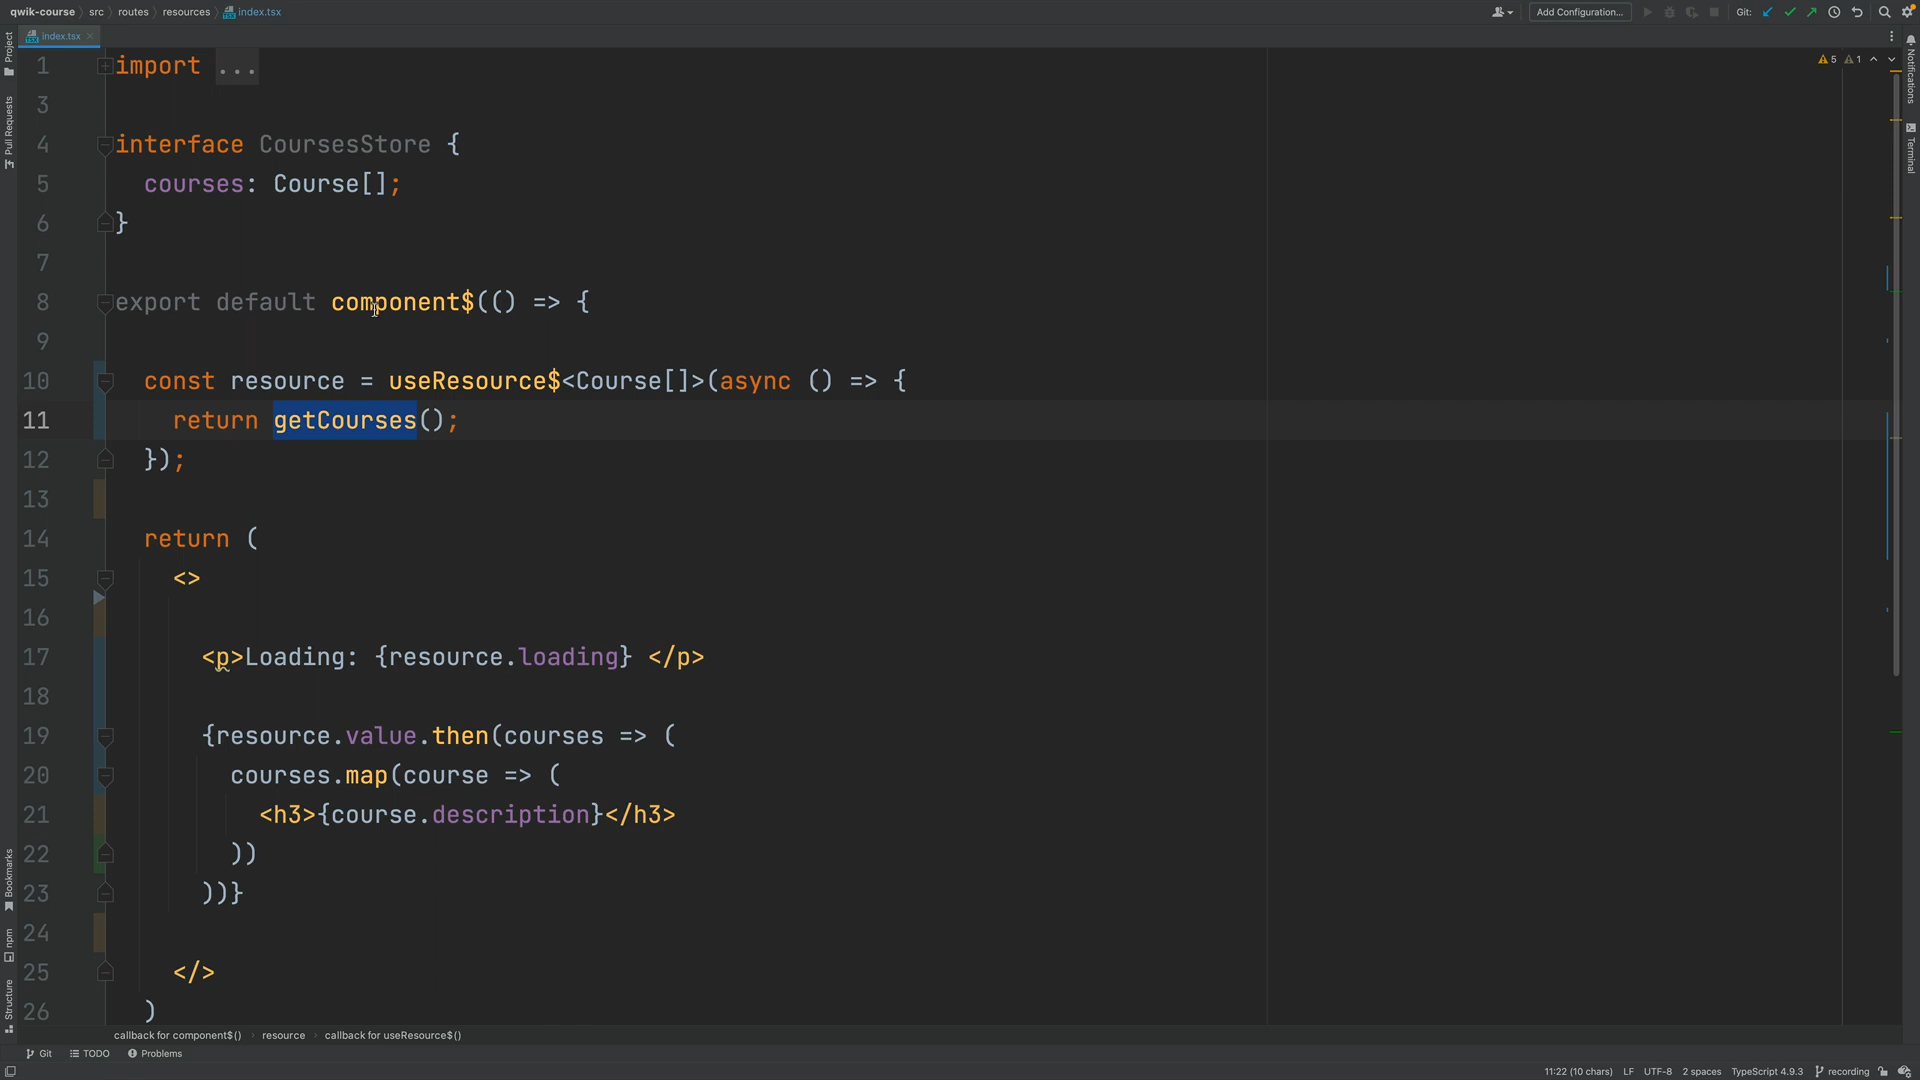 qwik-course src routes resources index.tsx
Add Configuration... Git:
index.tsx
Project
Pull Requests
Bookmarks
npm
Structure
Notifications
Terminal
5 1
1 import ...
3
4 interface CoursesStore {
5 courses: Course[];
6 }
7
8 export default component$(() => {
9
10 const resource = useResource$<Course[]>(async () => {
11 return getCourses();
12 });
13
14 return (
15 <>
16
17 <p>Loading: {resource.loading} </p>
18
19 {resource.value.then(courses => (
20 courses.map(course => (
21 <h3>{course.description}</h3>
22 ))
23 ))}
24
25 </>
26 )
callback for component$() resource callback for useResource$()
Git TODO Problems
11:22 (10 chars) LF UTF-8 2 spaces TypeScript 4.9.3 recording